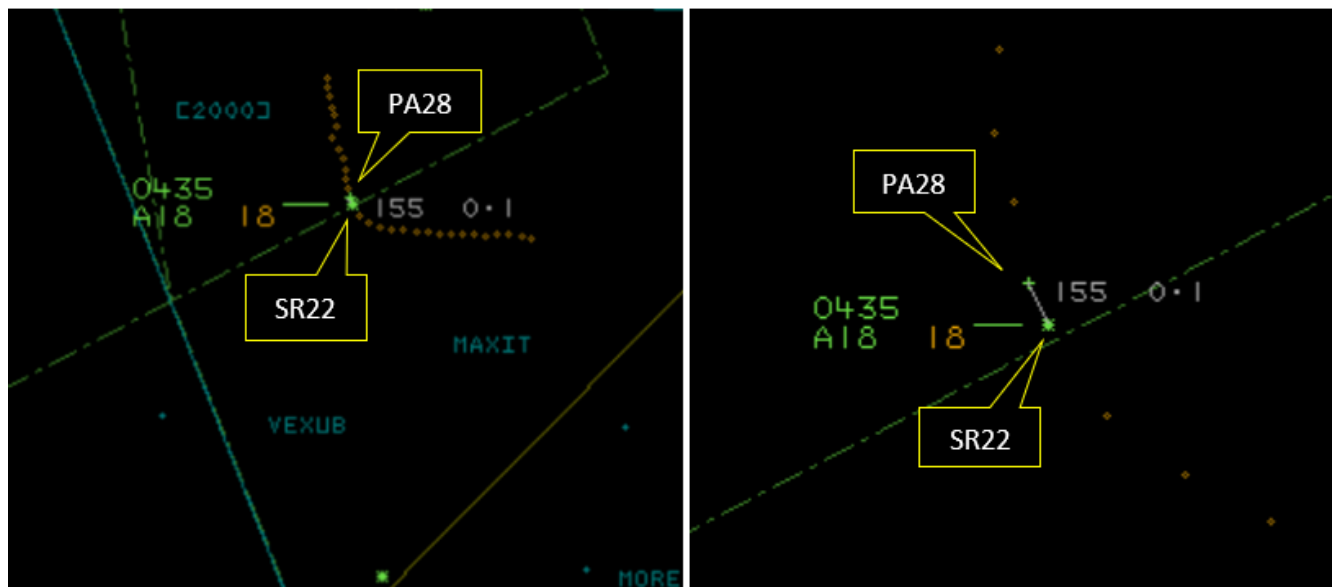 PA28
[2000]
0435
A18 18 155 0.1
SR22
MAXIT
VEXUB
MORE
PA28
155 0.1
0435
A18 18
SR22